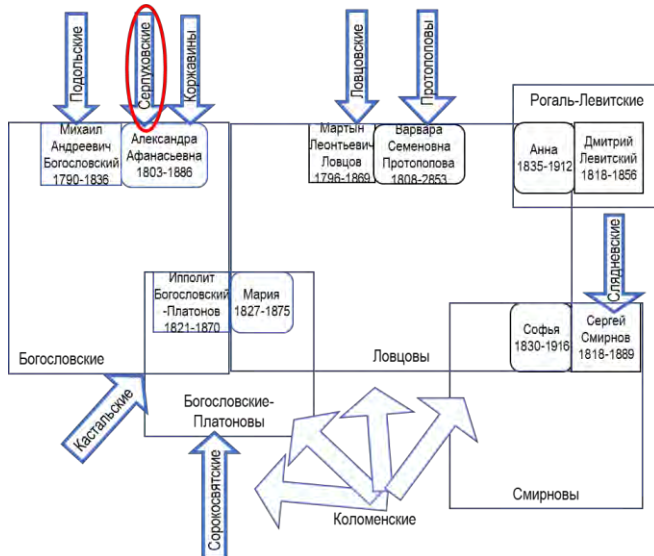 Подольские
Серпуховские
Коржавины
Ловцовские
Протопоповы
Рогаль-Левитские
Михаил
Андреевич
Богословский
1790-1836
Александра
Афанасьевна
1803-1886
Мартын
Леонтьевич
Ловцов
1796-1869
Варвара
Семеновна
Протопопова
1808-2853
Анна
1835-1912
Дмитрий
Левитский
1818-1856
Слядневские
Ипполит
Богословский
-Платонов
1821-1870
Мария
1827-1875
Софья
1830-1916
Сергей
Смирнов
1818-1889
Богословские
Ловцовы
Кастальские
Богословские-
Платоновы
Сорокосвятские
Коломенские
Смирновы